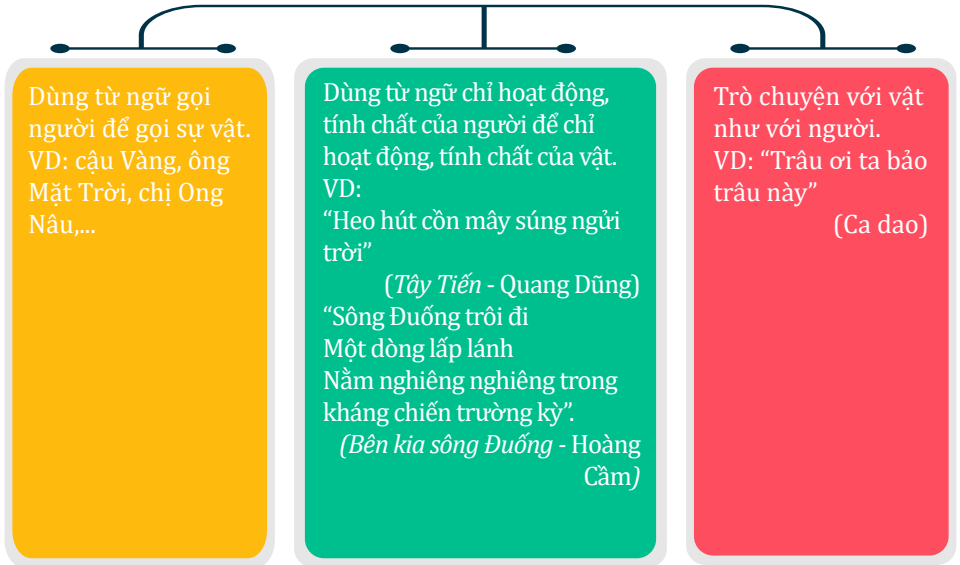 Dùng từ ngữ gọi
người để gọi sự vật.
VD: cậu Vàng, ông
Mặt Trời, chị Ong
Nâu,...
Dùng từ ngữ chỉ hoạt động,
tính chất của người để chỉ
hoạt động, tính chất của vật.
VD:
“Heo hút cồn mây súng ngửi
trời”
(Tây Tiến - Quang Dũng)
“Sông Đuống trôi đi
Một dòng lấp lánh
Nằm nghiêng nghiêng trong
kháng chiến trường kỳ”.
(Bên kia sông Đuống - Hoàng
Cầm)
Trò chuyện với vật
như với người.
VD: “Trâu ơi ta bảo
trâu này”
(Ca dao)